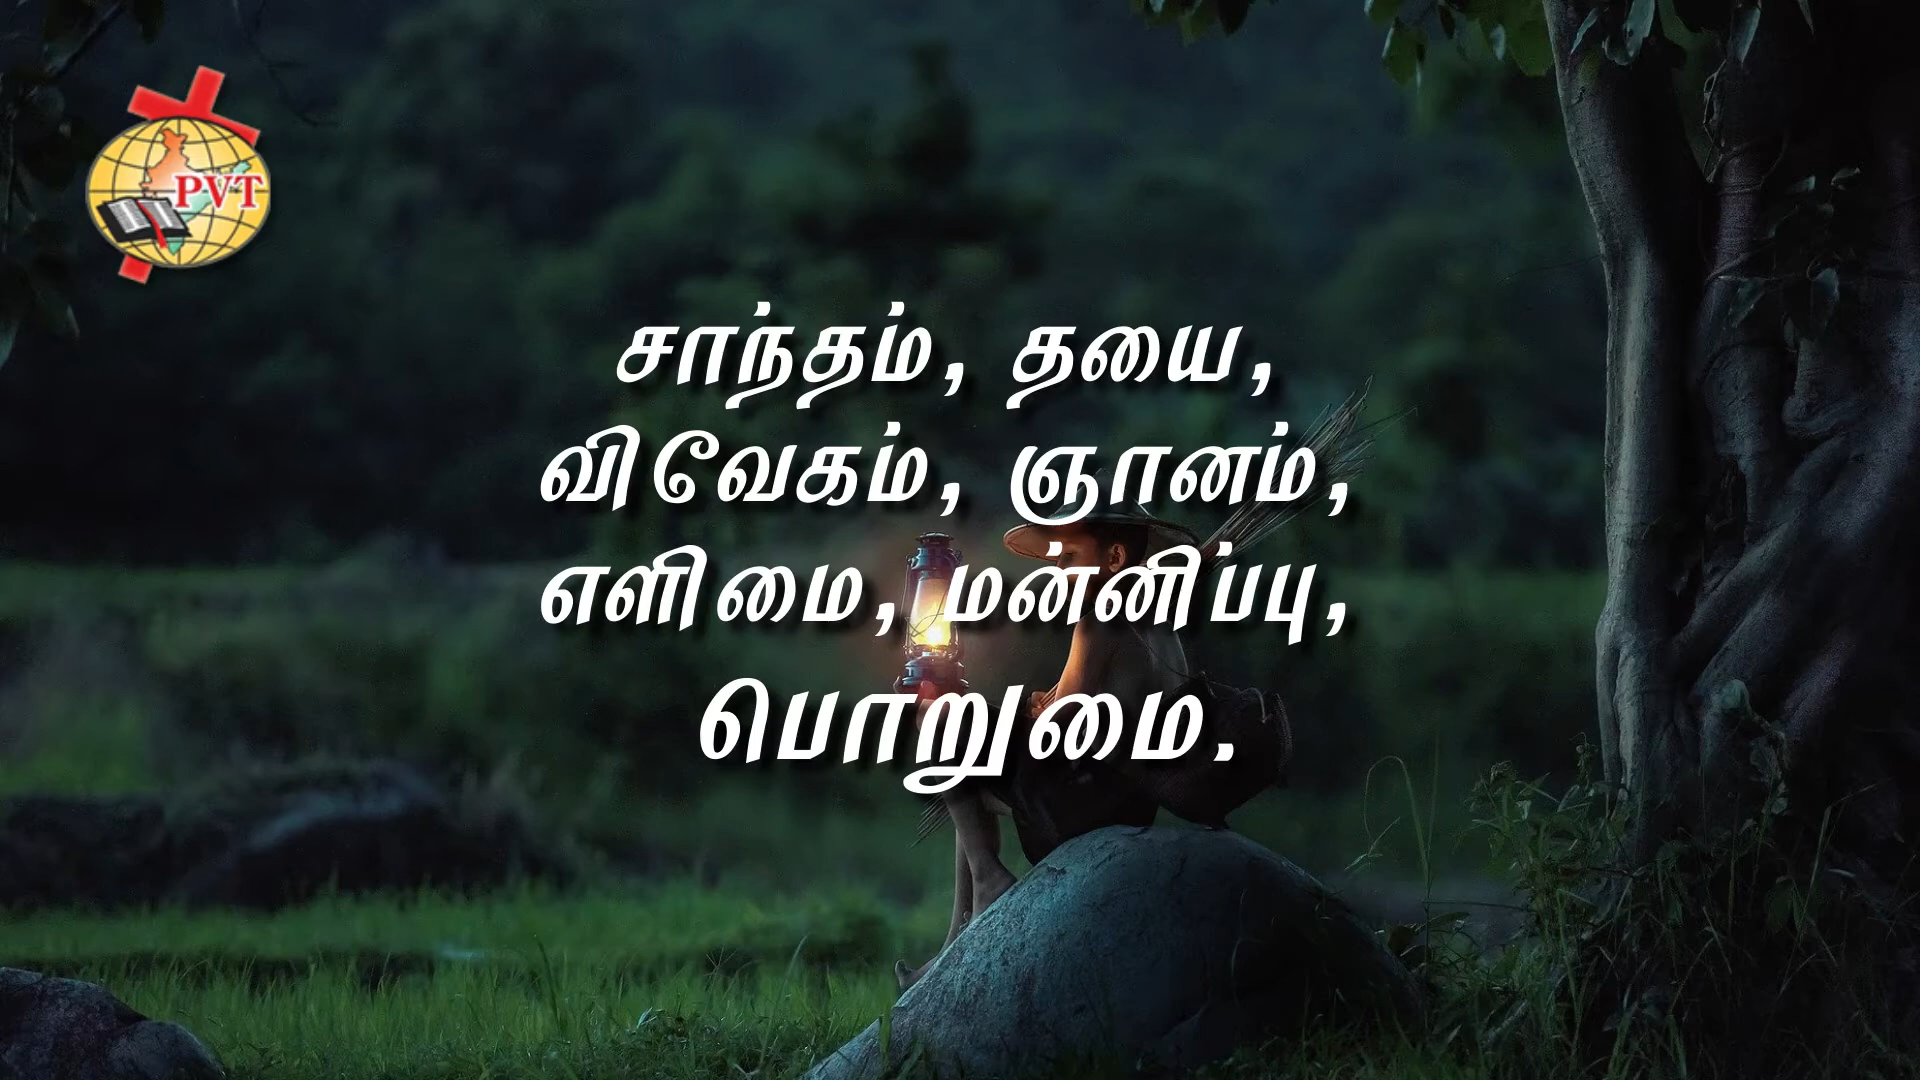 PVT
சாந்தம், தயை,
விவேகம், ஞானம்,
எளிமை, மன்னிப்பு,
பொறுமை.